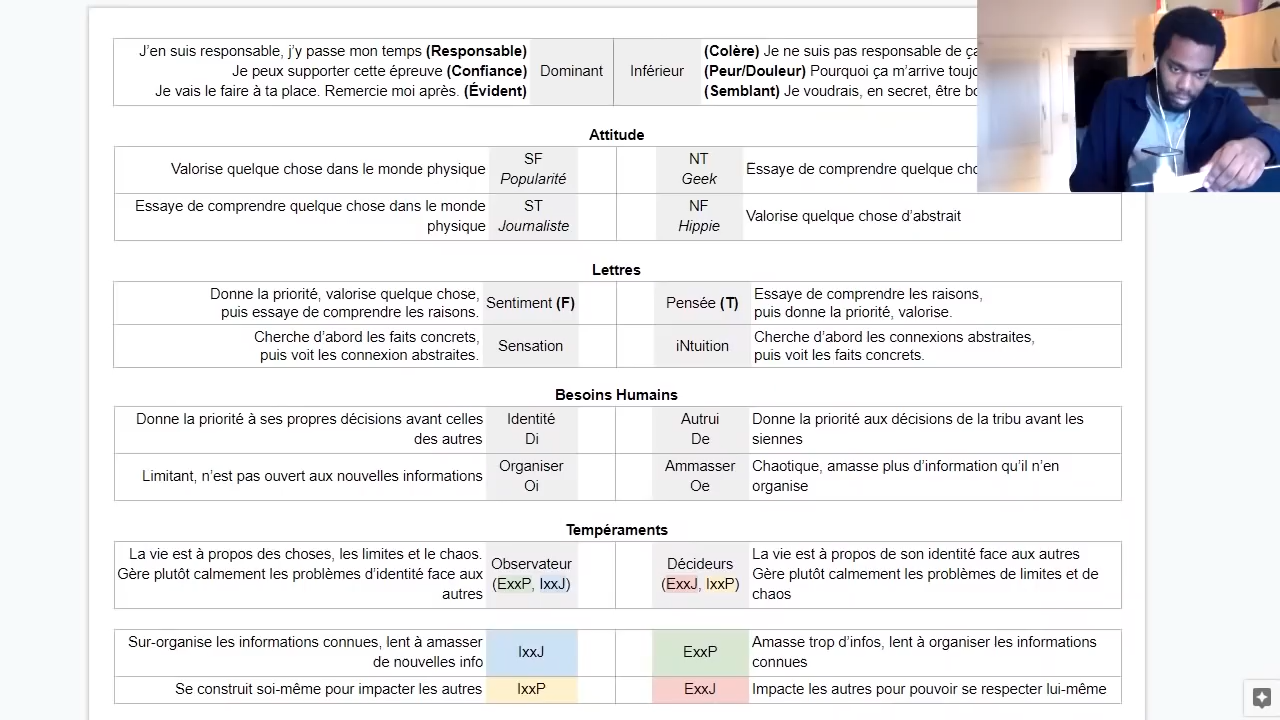 J'en suis responsable, j'y passe mon temps (Responsable)
Je peux supporter cette épreuve (Confiance)
Je vais le faire à ta place. Remercie moi après. (Évident)
Dominant
Inférieur
(Colère) Je ne suis pas responsable de ça
(Peur/Douleur) Pourquoi ça m'arrive
(Semblant) Je voudrais, en secret, être
Attitude
Valorise quelque chose dans le monde physique
SF
Popularité
NT
Geek
Essaye de comprendre quelque
Essaye de comprendre quelque chose dans le monde
physique
ST
Journaliste
NF
Hippie
Valorise quelque chose d'abstrait
Lettres
Donne la priorité, valorise quelque chose,
puis essaye de comprendre les raisons.
Sentiment (F)
Pensée (T)
Essaye de comprendre les raisons,
puis donne la priorité, valorise.
Cherche d'abord les faits concrets,
puis voit les connexion abstraites.
Sensation
iNtuition
Cherche d'abord les connexions abstraites,
puis voit les faits concrets.
Besoins Humains
Donne la priorité à ses propres décisions avant celles
des autres
Identité
Di
Autrui
De
Donne la priorité aux décisions de la tribu avant les
siennes
Limitant, n'est pas ouvert aux nouvelles informations
Organiser
Oi
Ammasser
Oe
Chaotique, amasse plus d'information qu'il n'en
organise
Tempéraments
La vie est à propos des choses, les limites et le chaos.
Gère plutôt calmement les problèmes d'identité face aux
autres
Observateur
(ExxP, IxxJ)
Décideurs
(ExxJ, IxxP)
La vie est à propos de son identité face aux autres
Gère plutôt calmement les problèmes de limites et de
chaos
Sur-organise les informations connues, lent à amasser
de nouvelles info
IxxJ
ExxP
Amasse trop d'infos, lent à organiser les informations
connues
Se construit soi-même pour impacter les autres
IxxP
ExxJ
Impacte les autres pour pouvoir se respecter lui-même